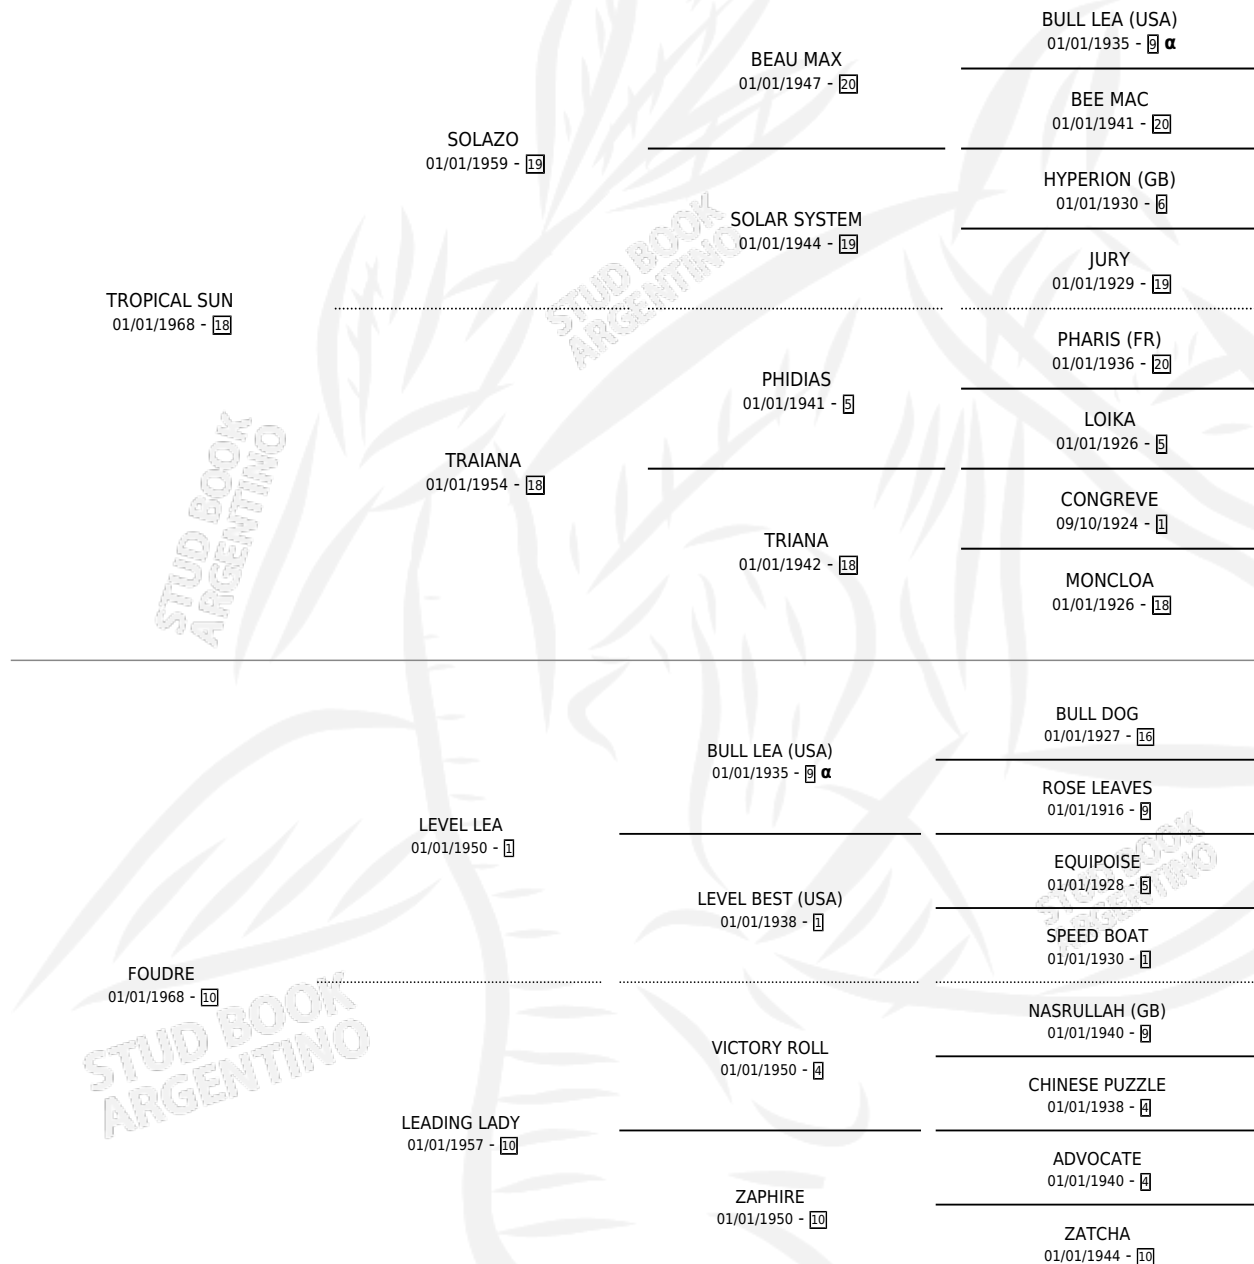 BULL LEA (USA)
01/01/1935 - 9 α
BEAU MAX
01/01/1947 - 20
BEE MAC
01/01/1941 - 20
SOLAZO
01/01/1959 - 19
HYPERION (GB)
01/01/1930 - 6
SOLAR SYSTEM
01/01/1944 - 19
JURY
01/01/1929 - 19
TROPICAL SUN
01/01/1968 - 18
PHARIS (FR)
01/01/1936 - 20
PHIDIAS
01/01/1941 - 5
LOIKA
01/01/1926 - 5
TRAIANA
01/01/1954 - 18
CONGREVE
09/10/1924 - 1
TRIANA
01/01/1942 - 18
MONCLOA
01/01/1926 - 18
BULL DOG
01/01/1927 - 16
BULL LEA (USA)
01/01/1935 - 9 α
ROSE LEAVES
01/01/1916 - 9
LEVEL LEA
01/01/1950 - 1
EQUIPOISE
01/01/1928 - 5
LEVEL BEST (USA)
01/01/1938 - 1
SPEED BOAT
01/01/1930 - 1
FOUDRE
01/01/1968 - 10
NASRULLAH (GB)
01/01/1940 - 9
VICTORY ROLL
01/01/1950 - 4
CHINESE PUZZLE
01/01/1938 - 4
LEADING LADY
01/01/1957 - 10
ADVOCATE
01/01/1940 - 4
ZAPHIRE
01/01/1950 - 10
ZATCHA
01/01/1944 - 10
STUD BOOK
ARGENTINO
STUD BOOK
ARGENTINO
STUD BOOK
ARGENTINO
STUD BOOK
ARGENTINO